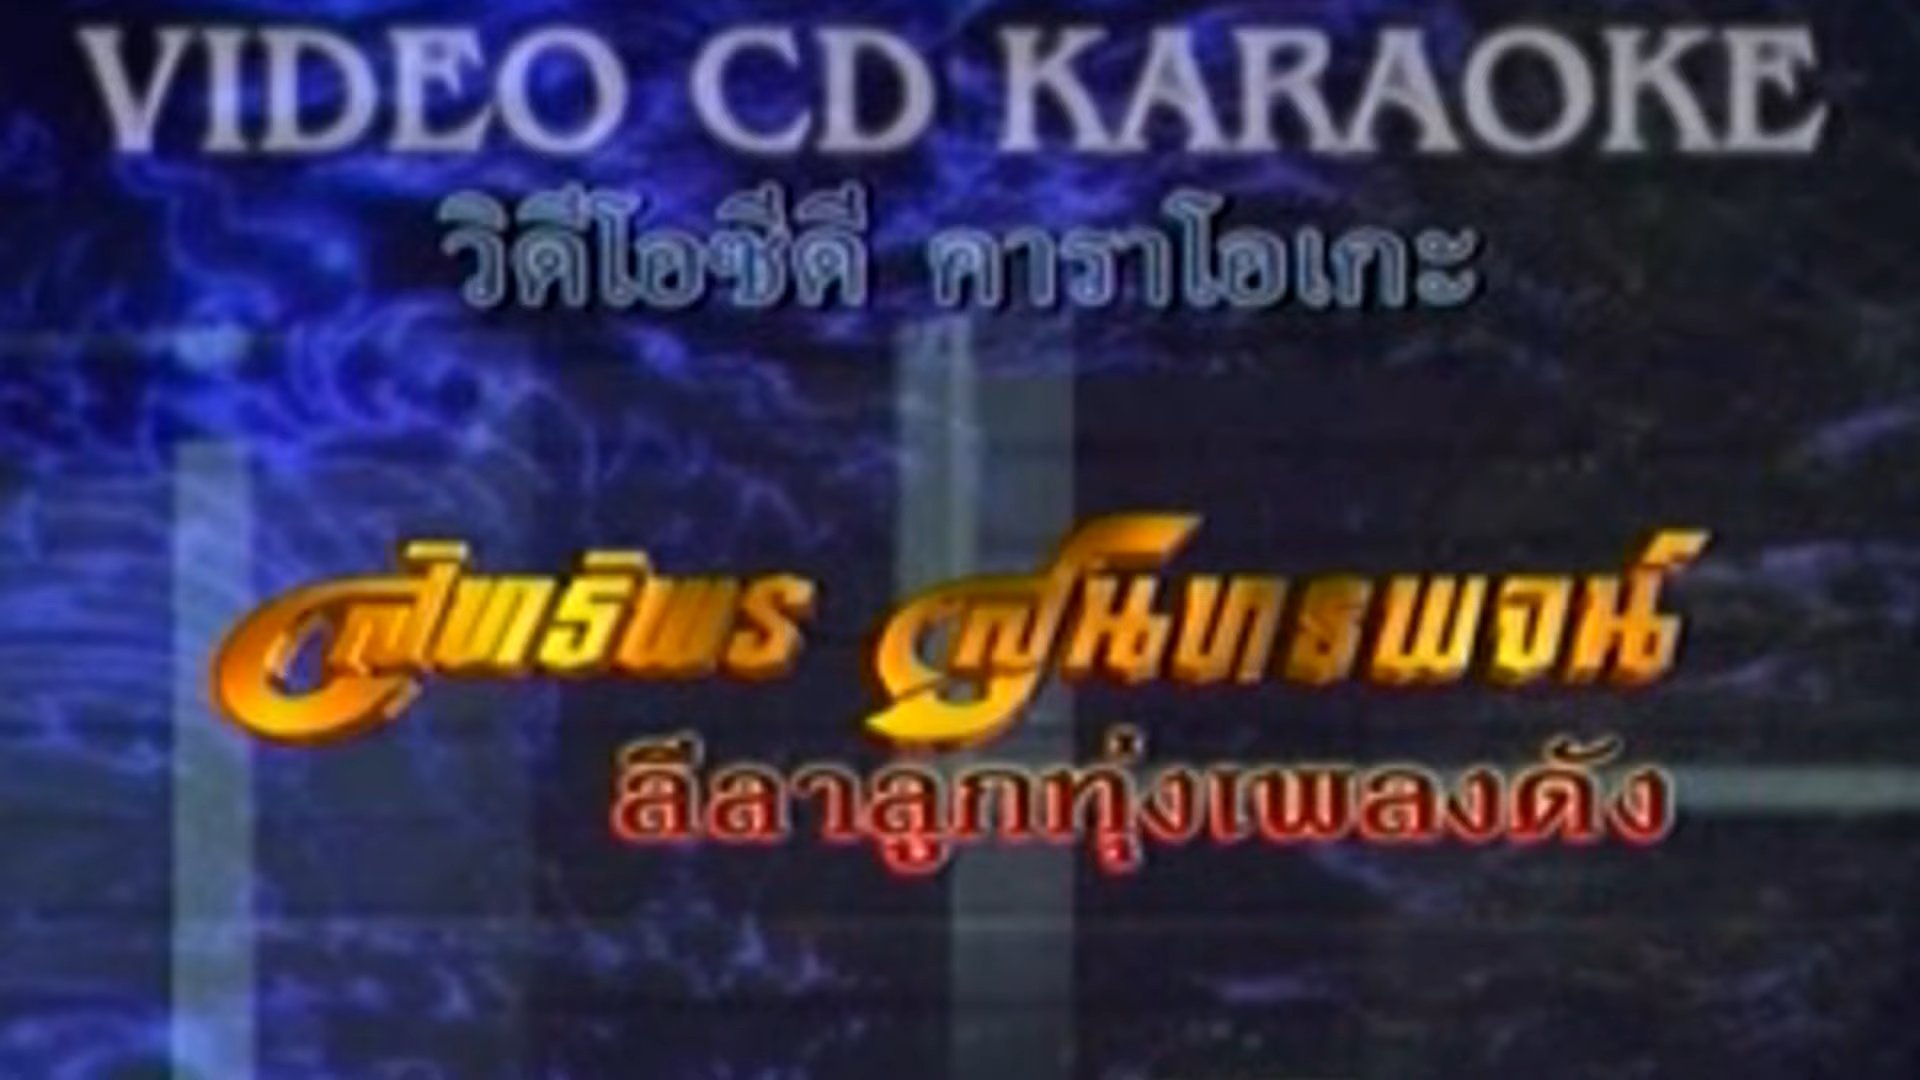 VIDEO CD KARAOKE
วิดีโอซีดี คาราโอเกะ
สิทธิพร สุนทรพจน์
ลีลาลูกทุ่งเพลงดัง